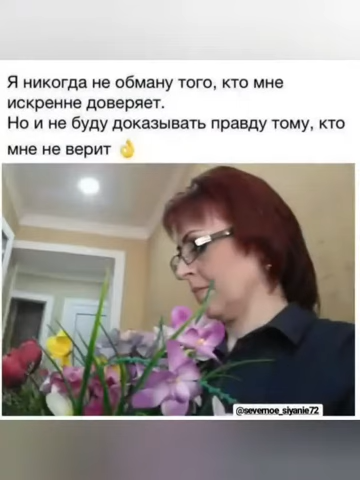 Я никогда не обману того, кто мне
искренне доверяет.
Но и не буду доказывать правду тому, кто
мне не верит 👌
@severnoe_siyanie72